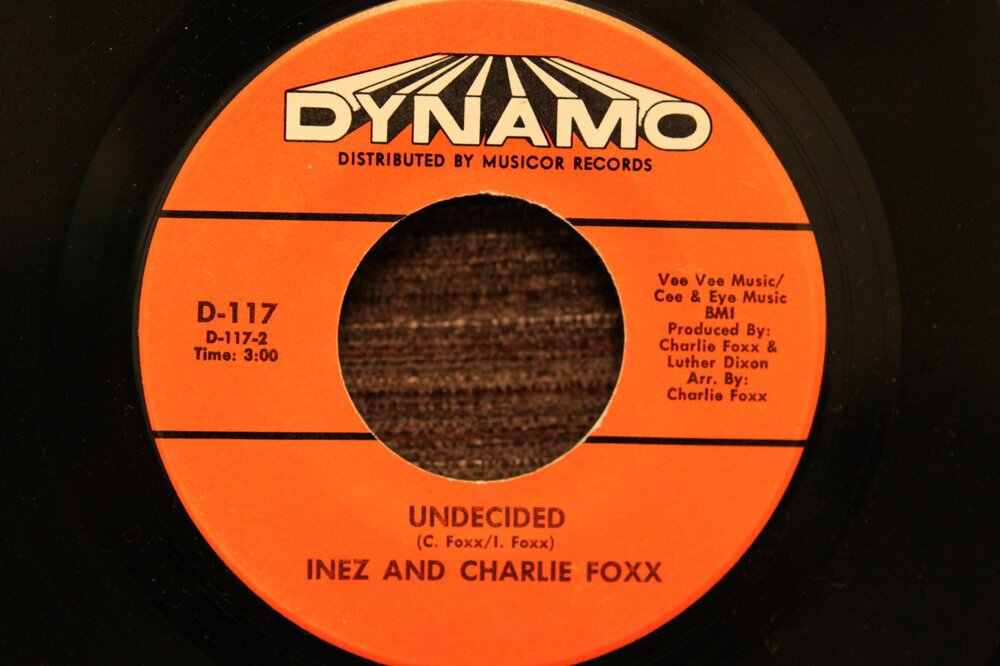 DYNAMO
DISTRIBUTED BY MUSICOR RECORDS
D-117
D-117-2
Time: 3:00
Vee Vee Music/
Cee & Eye Music
BMI
Produced By:
Charlie Foxx &
Luther Dixon
Arr. By:
Charlie Foxx
UNDECIDED
(C. Foxx/I. Foxx)
INEZ AND CHARLIE FOXX